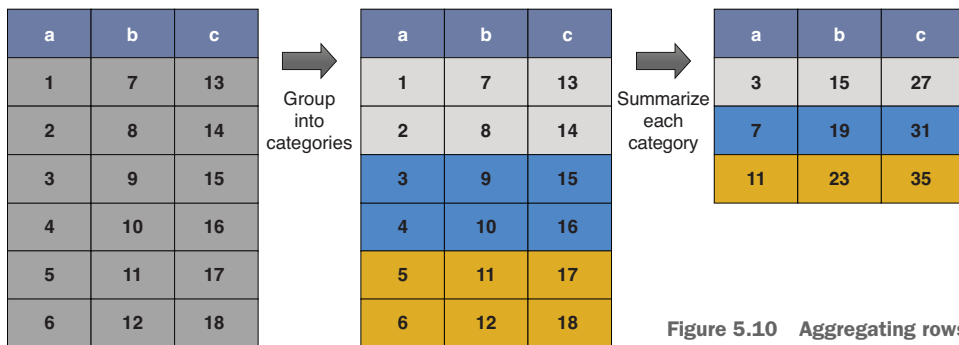 a b c
1 7 13
2 8 14
3 9 15
4 10 16
5 11 17
6 12 18
Group
into
categories
a b c
1 7 13
2 8 14
3 9 15
4 10 16
5 11 17
6 12 18
Summarize
each
category
a b c
3 15 27
7 19 31
11 23 35
Figure 5.10 Aggregating rows